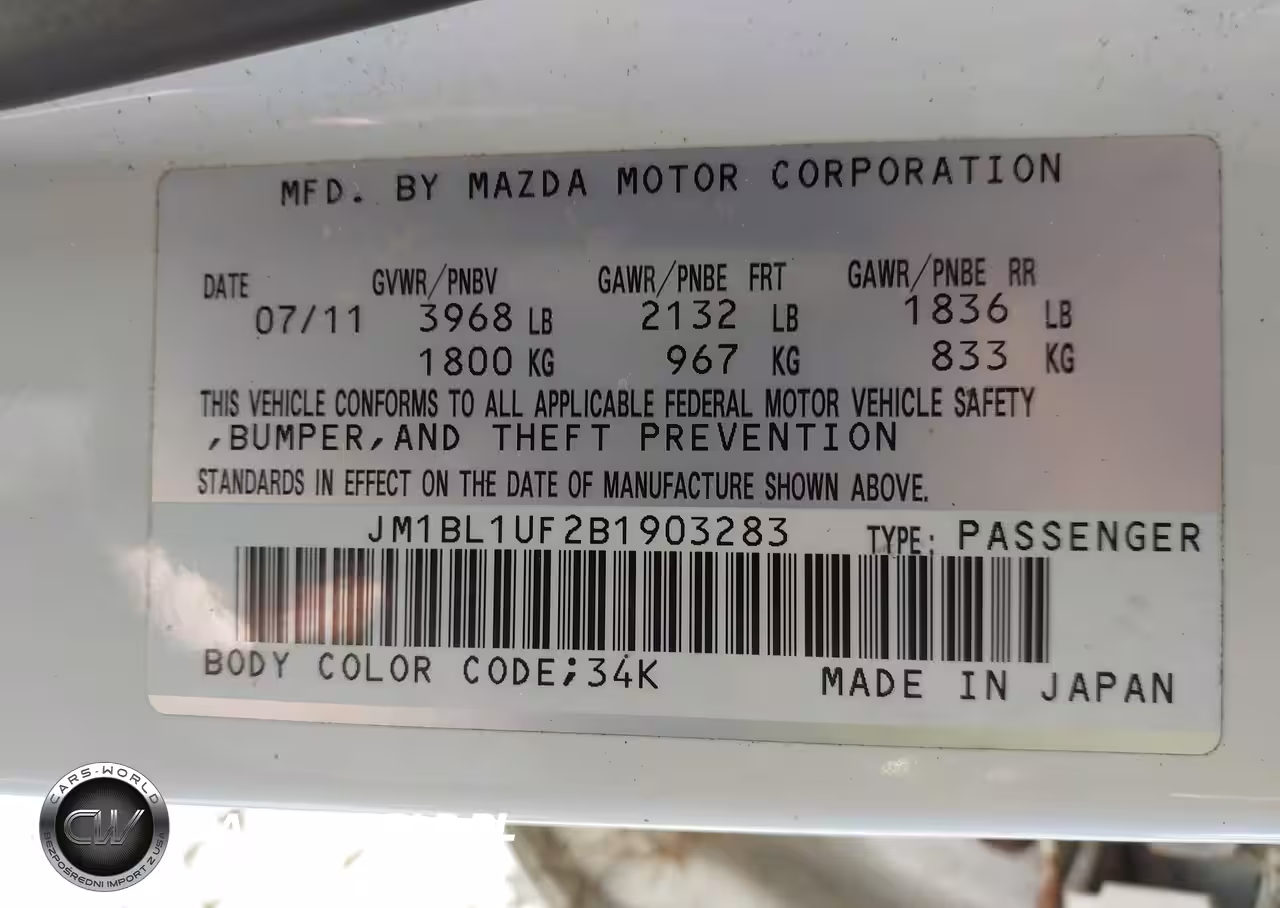 MFD. BY MAZDA MOTOR CORPORATION
DATE GVWR/PNBV GAWR/PNBE FRT GAWR/PNBE RR
07/11 3968 LB 2132 LB 1836 LB
1800 KG 967 KG 833 KG
THIS VEHICLE CONFORMS TO ALL APPLICABLE FEDERAL MOTOR VEHICLE SAFETY
,BUMPER,AND THEFT PREVENTION
STANDARDS IN EFFECT ON THE DATE OF MANUFACTURE SHOWN ABOVE.
JM1BL1UF2B1903283 TYPE: PASSENGER
BODY COLOR CODE;34K MADE IN JAPAN
CARS-WORLD
CW
BEZPOŚREDNI IMPORT Z USA